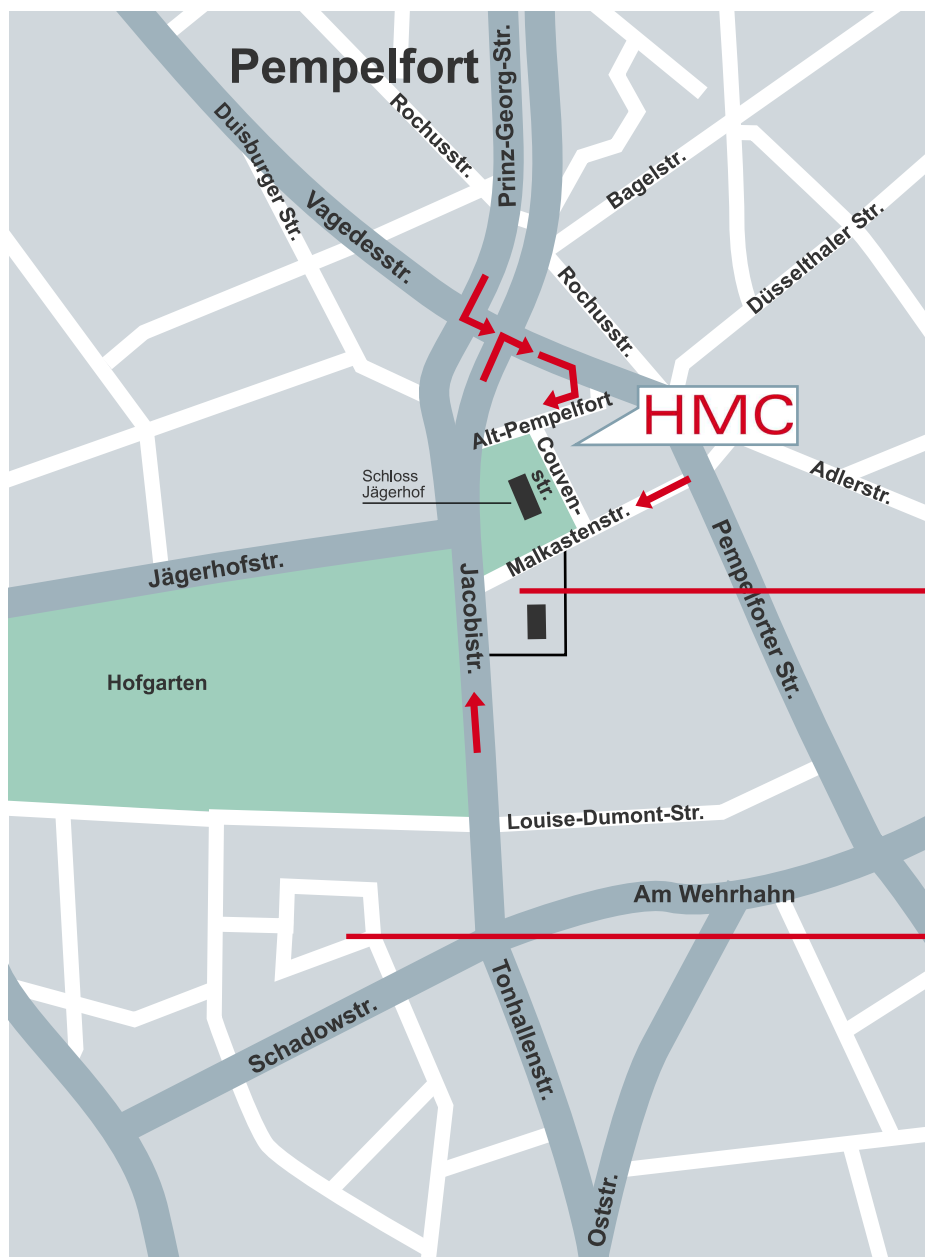 Pempelfort
Prinz-Georg-Str.
Rochusstr.
Duisburger Str.
Bagelstr.
Vagedesstr.
Düsselthaler Str.
Rochusstr.
HMC
Alt-Pempelfort
Couven-
str.
Adlerstr.
Schloss
Jägerhof
Malkastenstr.
Pempelforter Str.
Jägerhofstr.
Jacobistr.
Hofgarten
Louise-Dumont-Str.
Am Wehrhahn
Schadowstr.
Tonhallenstr.
Oststr.